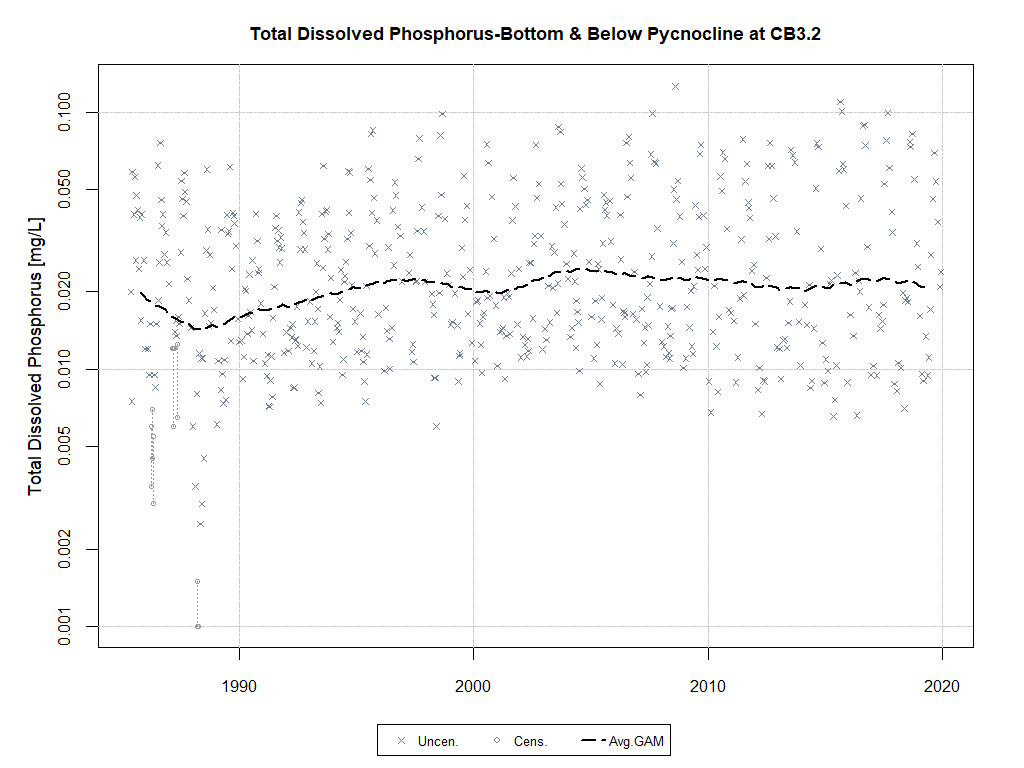 Total Dissolved Phosphorus-Bottom & Below Pycnocline at CB3.2
Total Dissolved Phosphorus [mg/L]
0.100
0.050
0.020
0.010
0.005
0.002
0.001
1990
2000
2010
2020
Uncen.
Cens.
Avg.GAM